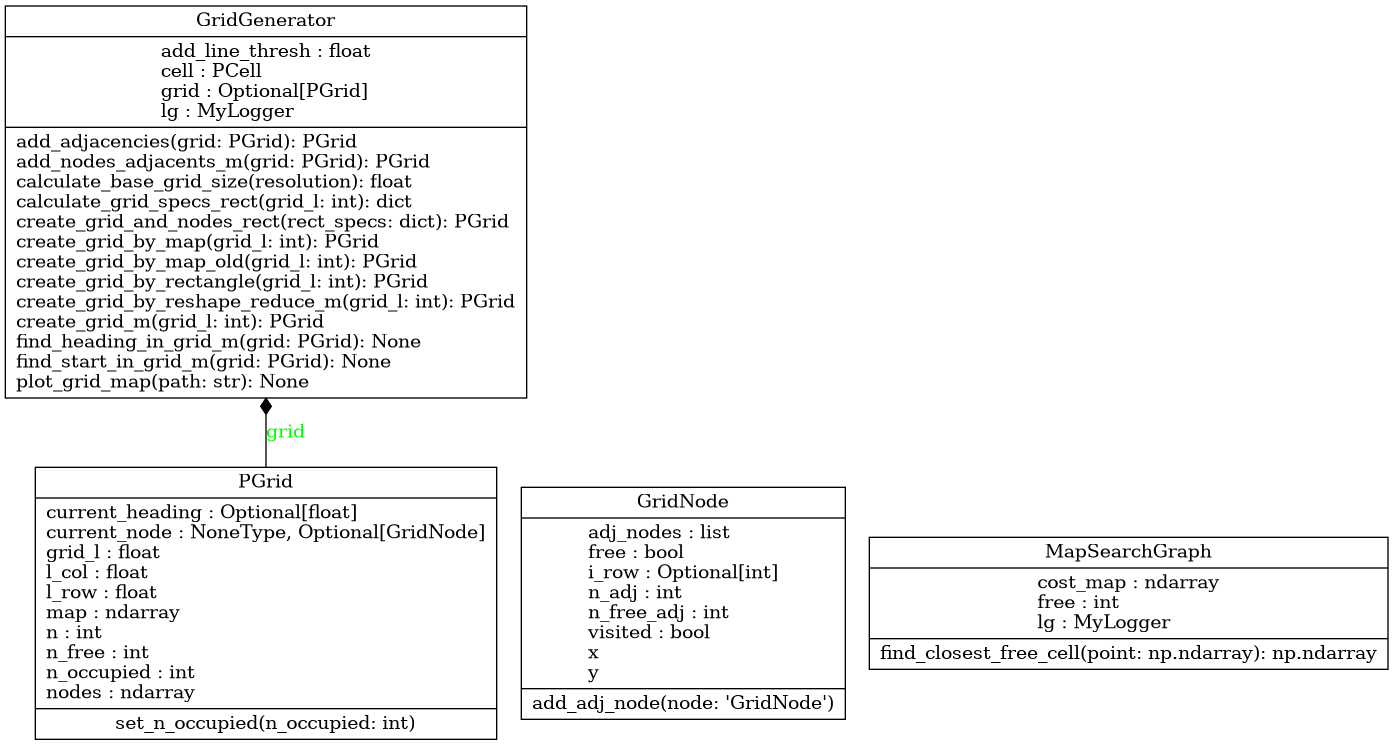 GridGenerator
add_line_thresh : float
cell : PCell
grid : Optional[PGrid]
lg : MyLogger
add_adjacencies(grid: PGrid): PGrid
add_nodes_adjacents_m(grid: PGrid): PGrid
calculate_base_grid_size(resolution): float
calculate_grid_specs_rect(grid_l: int): dict
create_grid_and_nodes_rect(rect_specs: dict): PGrid
create_grid_by_map(grid_l: int): PGrid
create_grid_by_map_old(grid_l: int): PGrid
create_grid_by_rectangle(grid_l: int): PGrid
create_grid_by_reshape_reduce_m(grid_l: int): PGrid
create_grid_m(grid_l: int): PGrid
find_heading_in_grid_m(grid: PGrid): None
find_start_in_grid_m(grid: PGrid): None
plot_grid_map(path: str): None
grid
PGrid
current_heading : Optional[float]
current_node : NoneType, Optional[GridNode]
grid_l : float
l_col : float
l_row : float
map : ndarray
n : int
n_free : int
n_occupied : int
nodes : ndarray
set_n_occupied(n_occupied: int)
GridNode
adj_nodes : list
free : bool
i_row : Optional[int]
n_adj : int
n_free_adj : int
visited : bool
x
y
add_adj_node(node: 'GridNode')
MapSearchGraph
cost_map : ndarray
free : int
lg : MyLogger
find_closest_free_cell(point: np.ndarray): np.ndarray